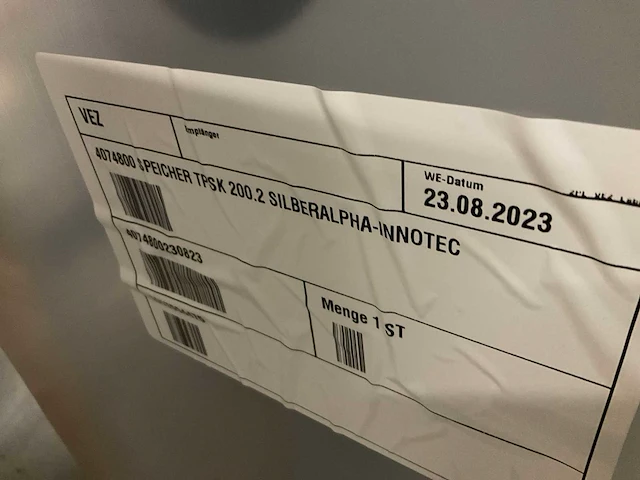 VEZ
Empfänger
WE-Datum
23.08.2023
4074800 SPEICHER TPSK 200.2 SILBERALPHA-INNOTEC
4074800230823
Menge 1 ST